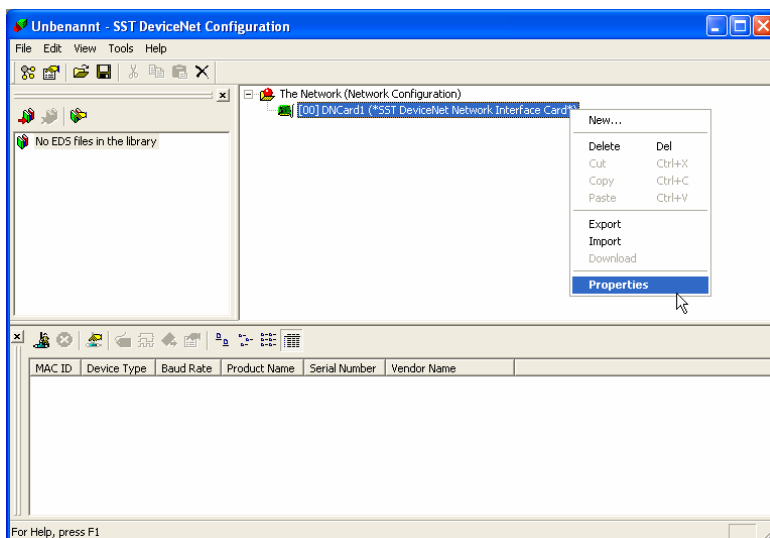 Unbenannt - SST DeviceNet Configuration
File Edit View Tools Help
The Network (Network Configuration)
[00] DNCard1 (*SST DeviceNet Network Interface Card*)
No EDS files in the library
New...
Delete Del
Cut Ctrl+X
Copy Ctrl+C
Paste Ctrl+V
Export
Import
Download
Properties
MAC ID Device Type Baud Rate Product Name Serial Number Vendor Name
For Help, press F1